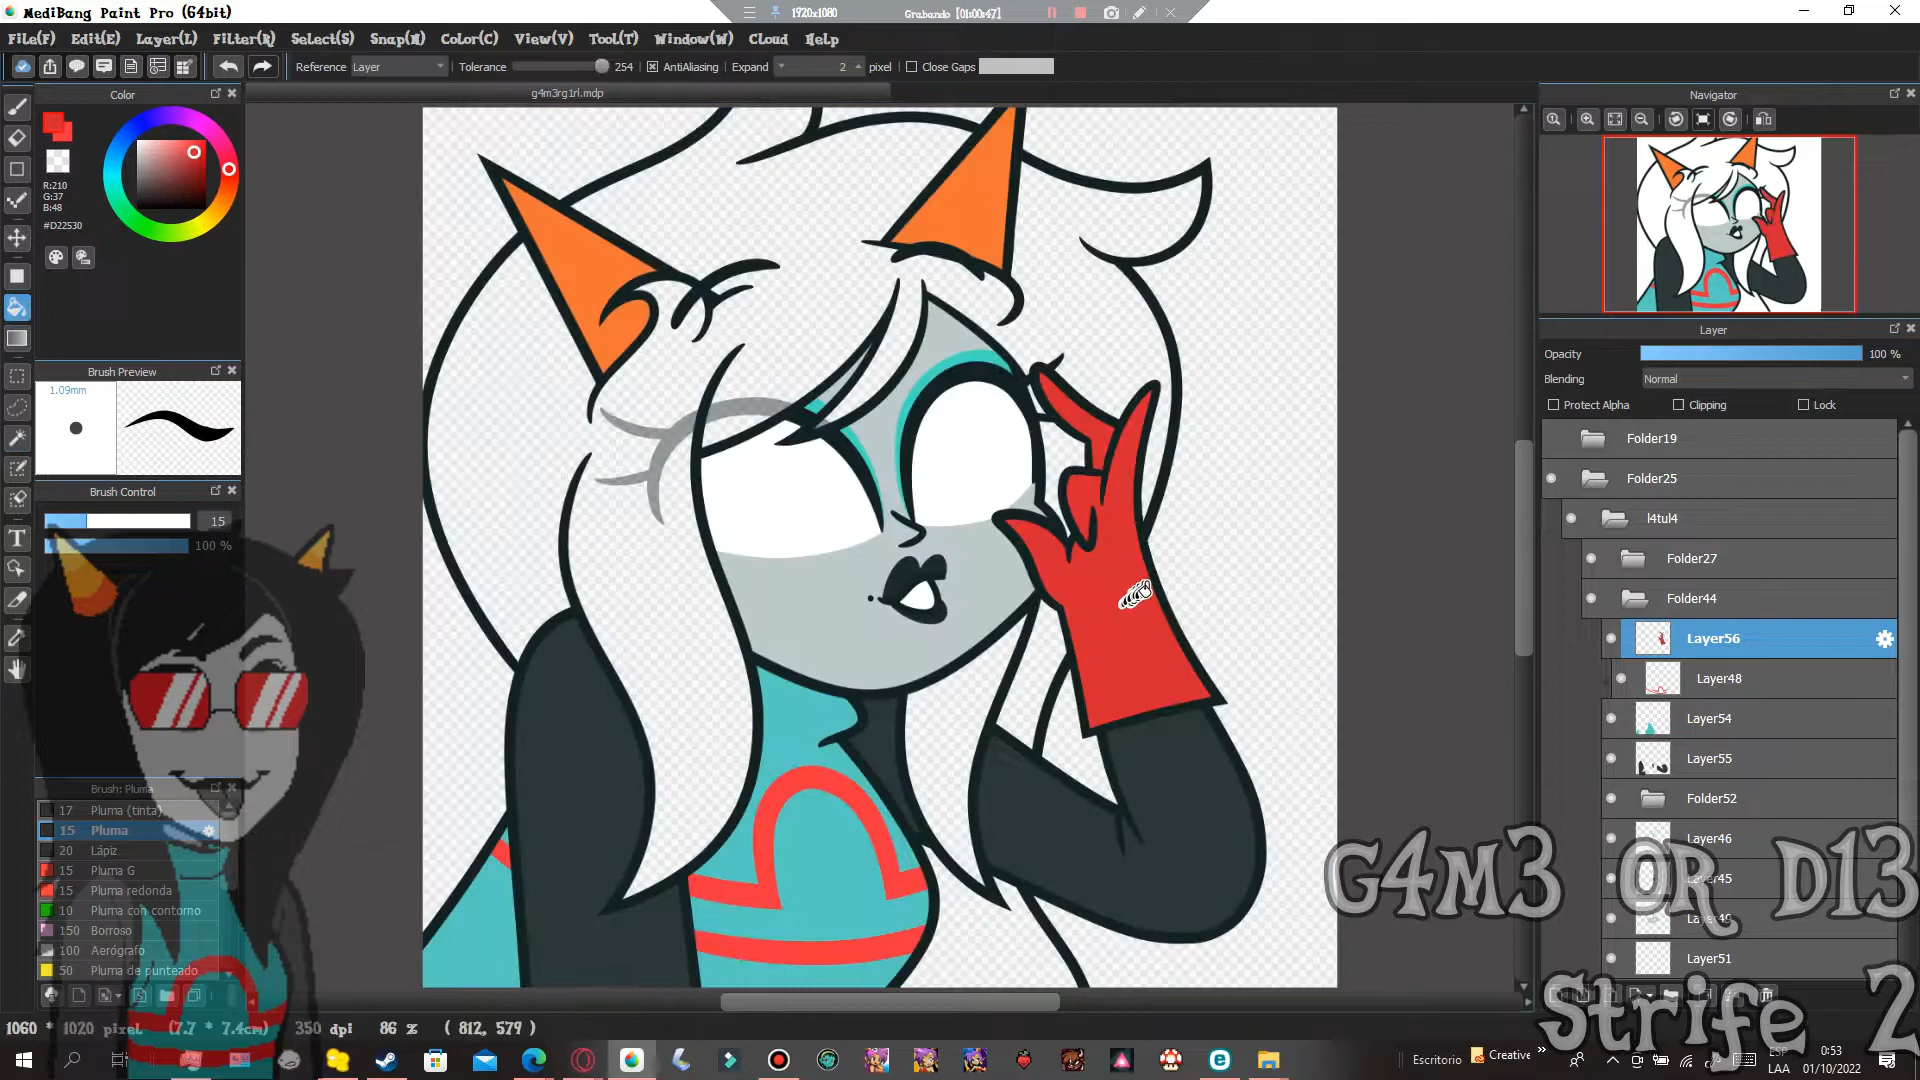 MediBang Paint Pro (64bit)
1920x1080
Grabando [01:00:47]
File(F) Edit(E) Layer(L) Filter(R) Select(S) Snap(N) Color(C) View(V) Tool(T) Window(W) Cloud Help
Reference Layer Tolerance 254 AntiAliasing Expand 2 pixel Close Gaps
Color
g4m3rg1rl.mdp
Navigator
R:210
G:37
B:48
#D22530
Layer
Opacity 100 %
Blending Normal
Protect Alpha Clipping Lock
Brush Preview
1.09mm
Brush Control
15
100 %
Folder19
Folder25
l4tul4
Folder27
Folder44
Layer56
Layer48
Layer54
Layer55
Folder52
Layer46
Layer45
Layer49
Layer51
Brush: Pluma
17 Pluma (tinta)
15 Pluma
20 Lápiz
15 Pluma G
15 Pluma redonda
10 Pluma con contorno
150 Borroso
100 Aerógrafo
50 Pluma de punteado
G4M3 OR D13
Strife 2
1060 * 1020 pixel (7.7 * 7.4cm) 350 dpi 86 % ( 812, 579 )
Escritorio
Creative
ESP
LAA
0:53
01/10/2022